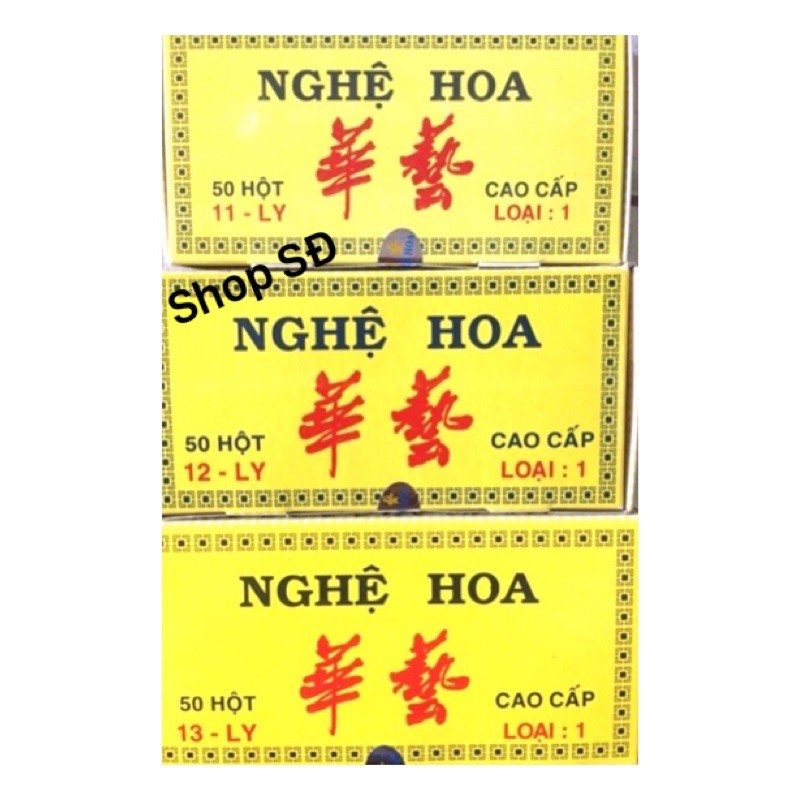 NGHỆ HOA
華藝
50 HỘT
11 - LY
CAO CẤP
LOẠI : 1
Shop SĐ
NGHỆ HOA
華藝
50 HỘT
12 - LY
CAO CẤP
LOẠI : 1
NGHỆ HOA
華藝
50 HỘT
13 - LY
CAO CẤP
LOẠI : 1